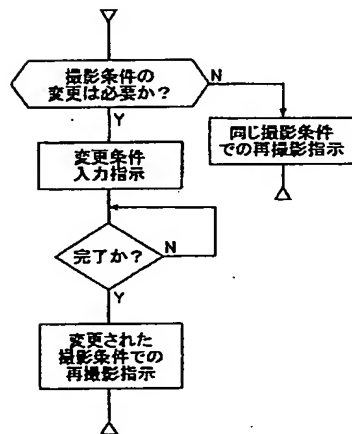 撮影条件の
変更は必要か?
N
Y
同じ撮影条件
での再撮影指示
変更条件
入力指示
完了か?
N
Y
変更された
撮影条件での
再撮影指示